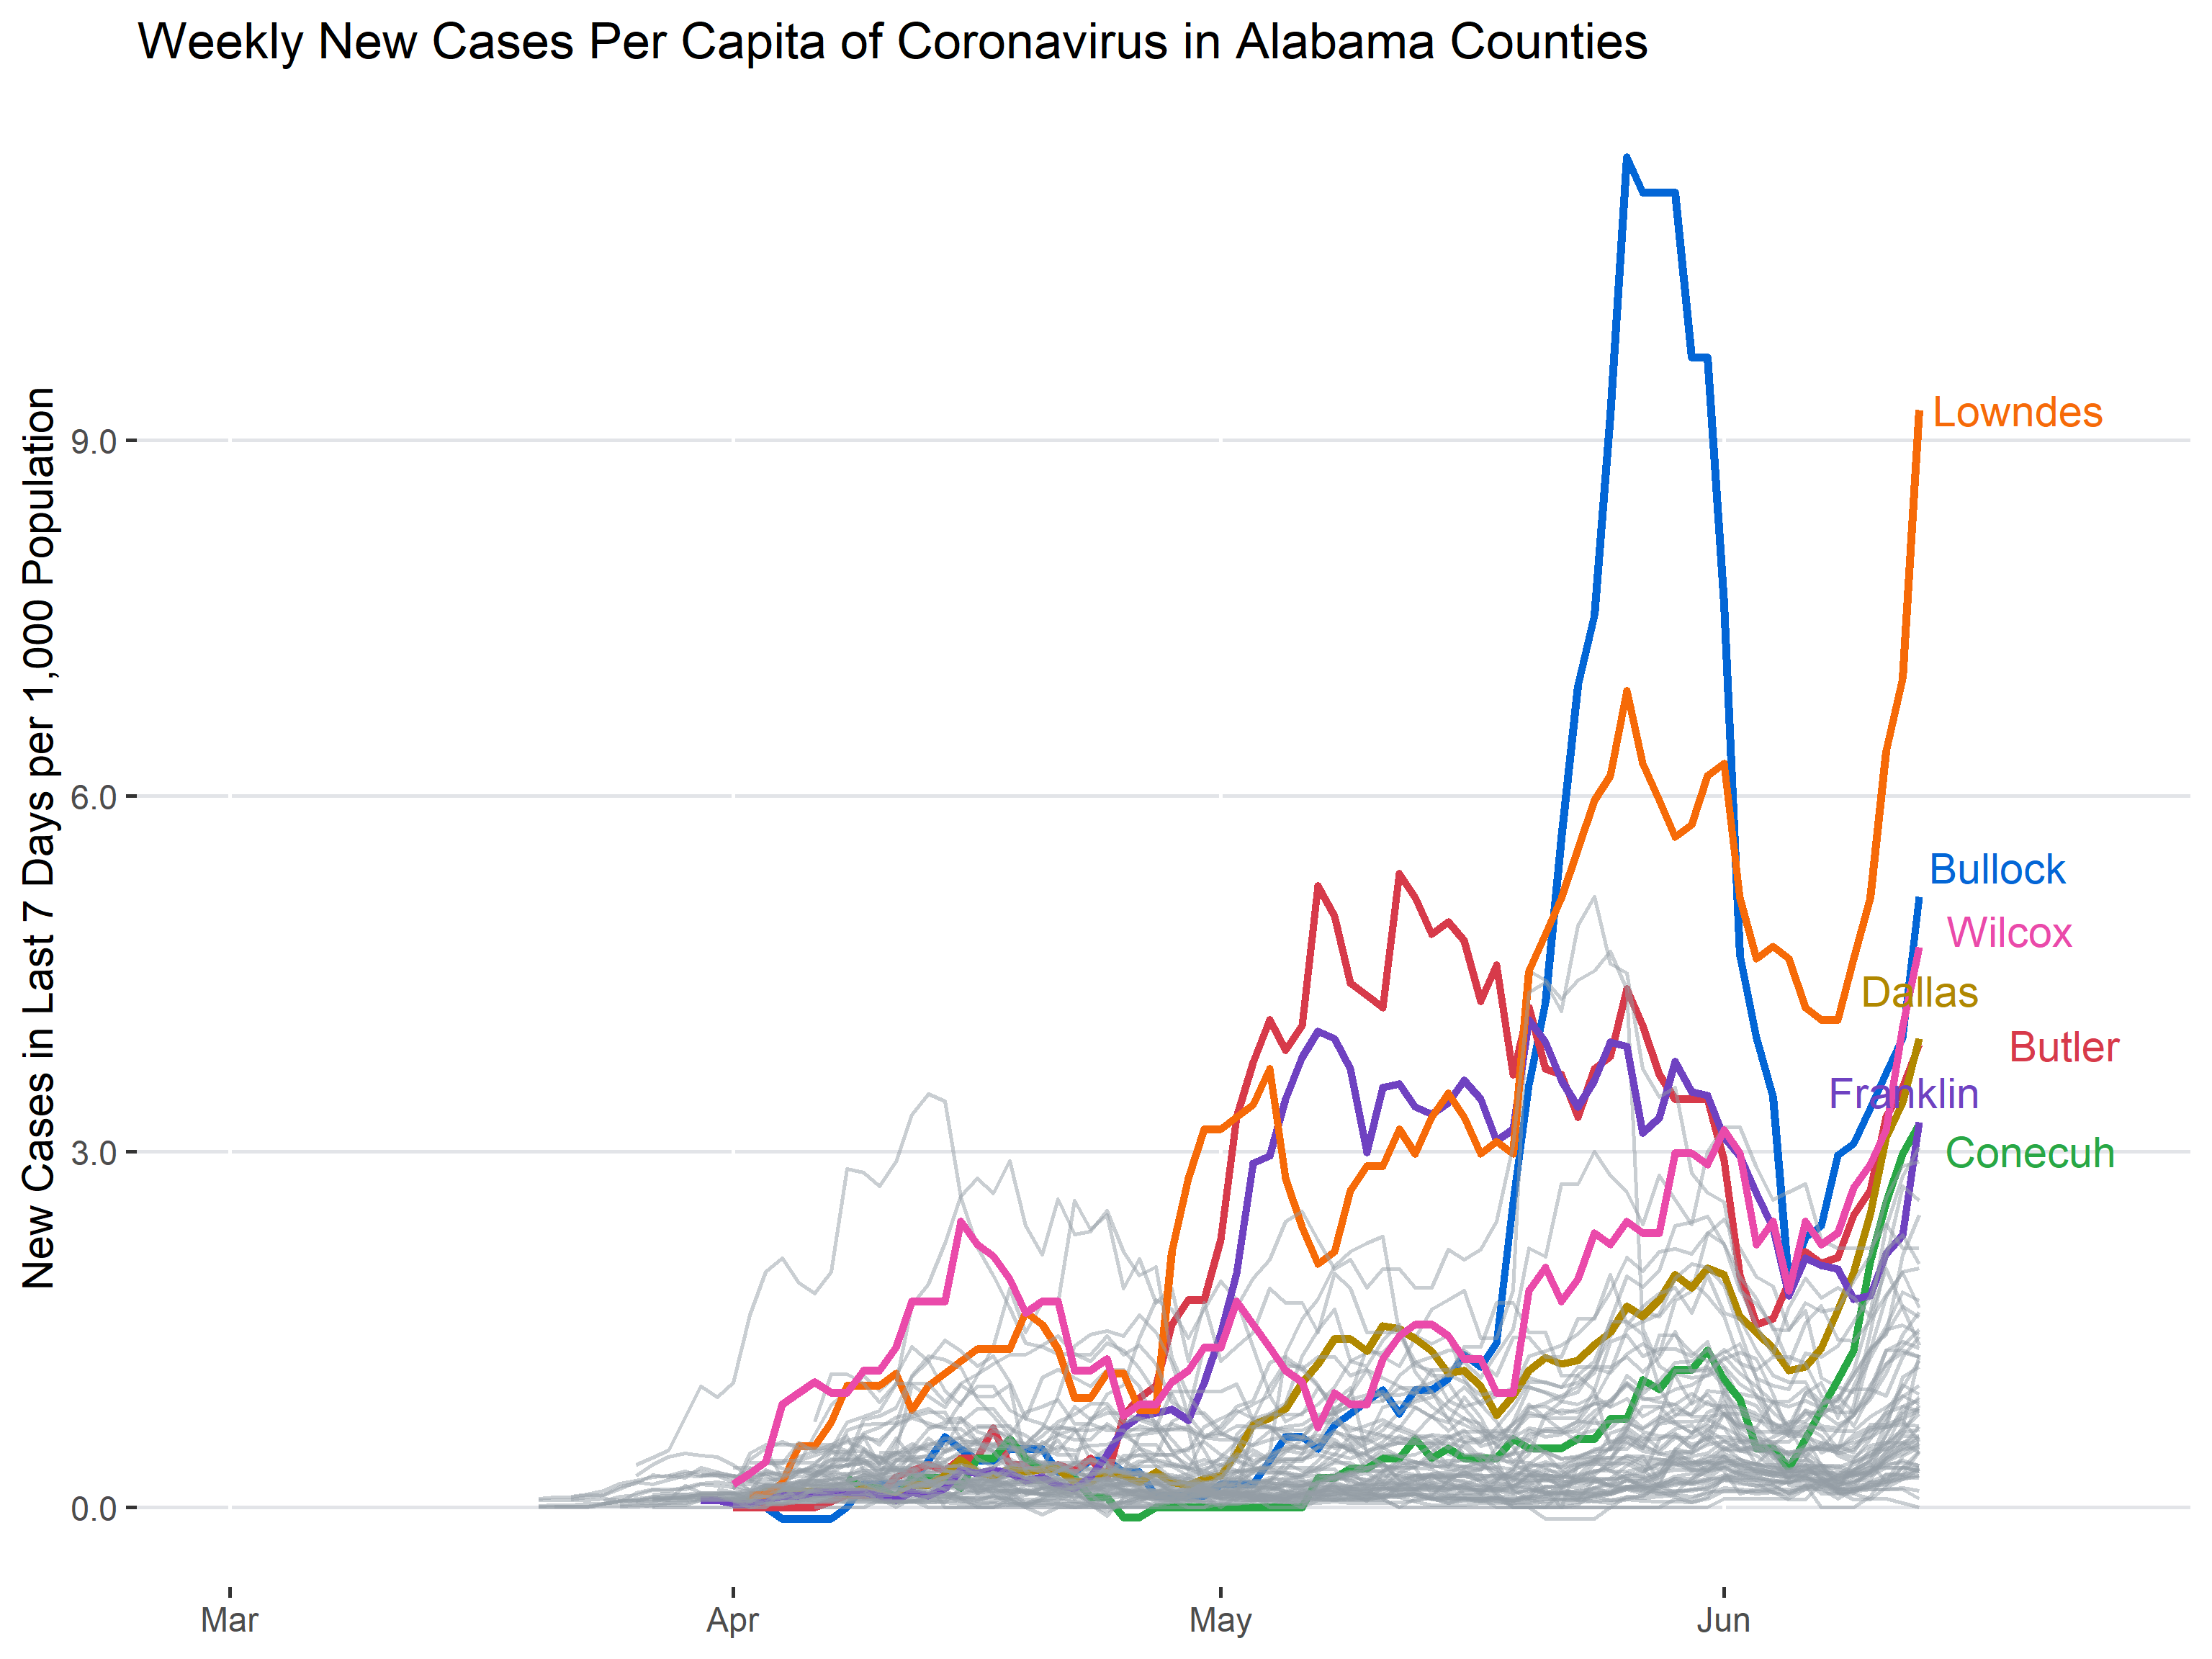 Weekly New Cases Per Capita of Coronavirus in Alabama Counties
New Cases in Last 7 Days per 1,000 Population
9.0
6.0
3.0
0.0
Lowndes
Bullock
Wilcox
Dallas
Butler
Franklin
Conecuh
Mar
Apr
May
Jun